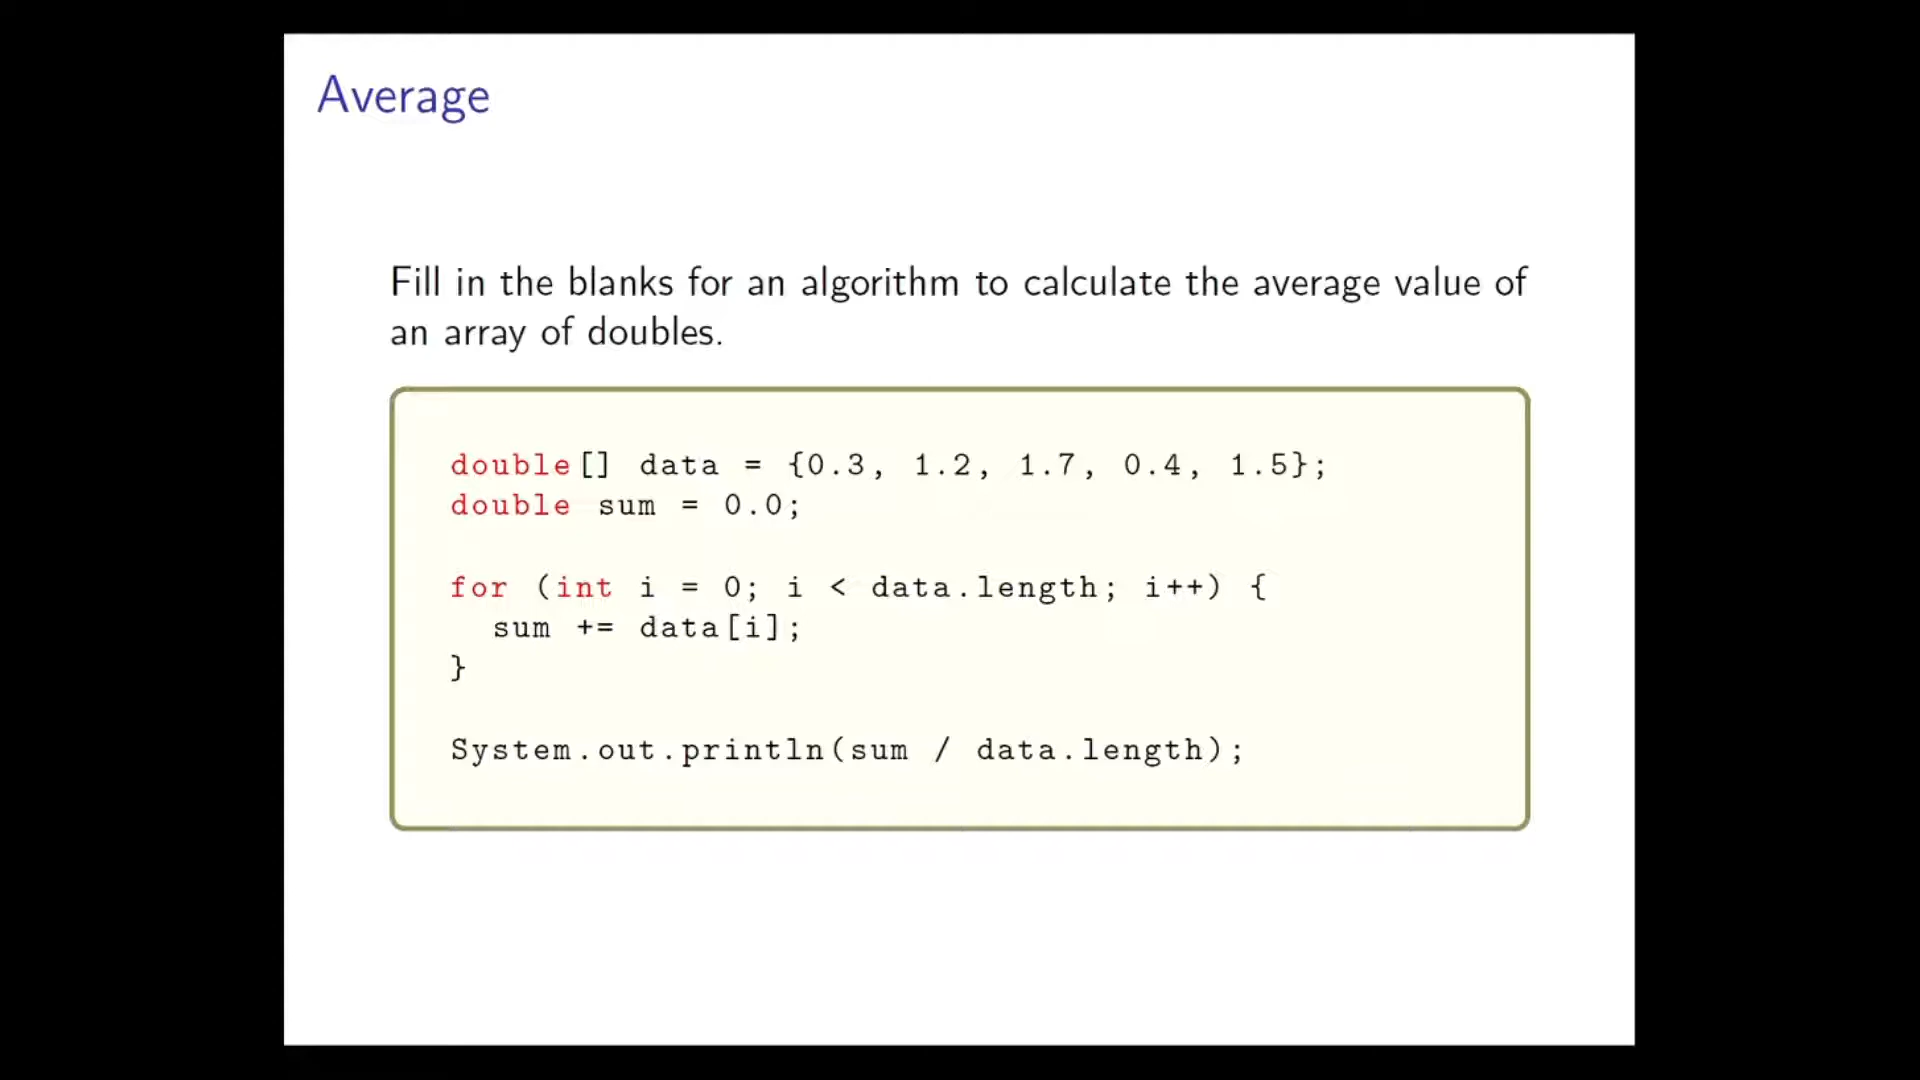 Average
Fill in the blanks for an algorithm to calculate the average value of
an array of doubles.
double[] data = {0.3, 1.2, 1.7, 0.4, 1.5};
double sum = 0.0;
for (int i = 0; i < data.length; i++) {
sum += data[i];
}
System.out.println(sum / data.length);